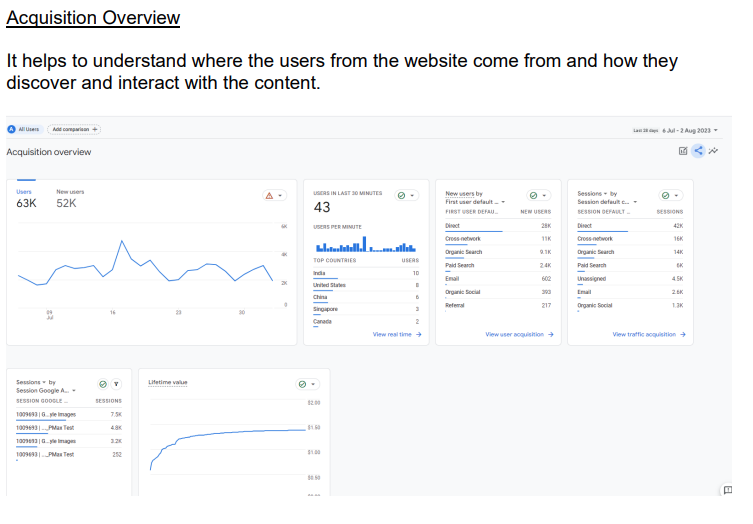 Acquisition Overview
It helps to understand where the users from the website come from and how they
discover and interact with the content.
A All Users Add comparison +
Last 28 days 6 Jul - 2 Aug 2023
Acquisition overview
Users New users
63K 52K
6K
4K
2K
0
09 16 23 30
Jul
USERS IN LAST 30 MINUTES
43
USERS PER MINUTE
TOP COUNTRIES USERS
India 10
United States 8
China 6
Singapore 3
Canada 2
View real time →
New users by
First user default ...
FIRST USER DEFAU... NEW USERS
Direct 28K
Cross-network 11K
Organic Search 9.1K
Paid Search 2.4K
Email 602
Organic Social 393
Referral 217
View user acquisition →
Sessions by
Session default c...
SESSION DEFAULT ... SESSIONS
Direct 42K
Cross-network 16K
Organic Search 14K
Paid Search 6K
Unassigned 4.5K
Email 2.6K
Organic Social 1.3K
View traffic acquisition →
Sessions by
Session Google A...
SESSION GOOGLE ... SESSIONS
1009693 | G...gle Images 7.5K
1009693 | ..._PMax Test 4.8K
1009693 | G...gle Images 3.2K
1009693 | ..._PMax Test 252
Lifetime value
$2.00
$1.50
$1.00
$0.50